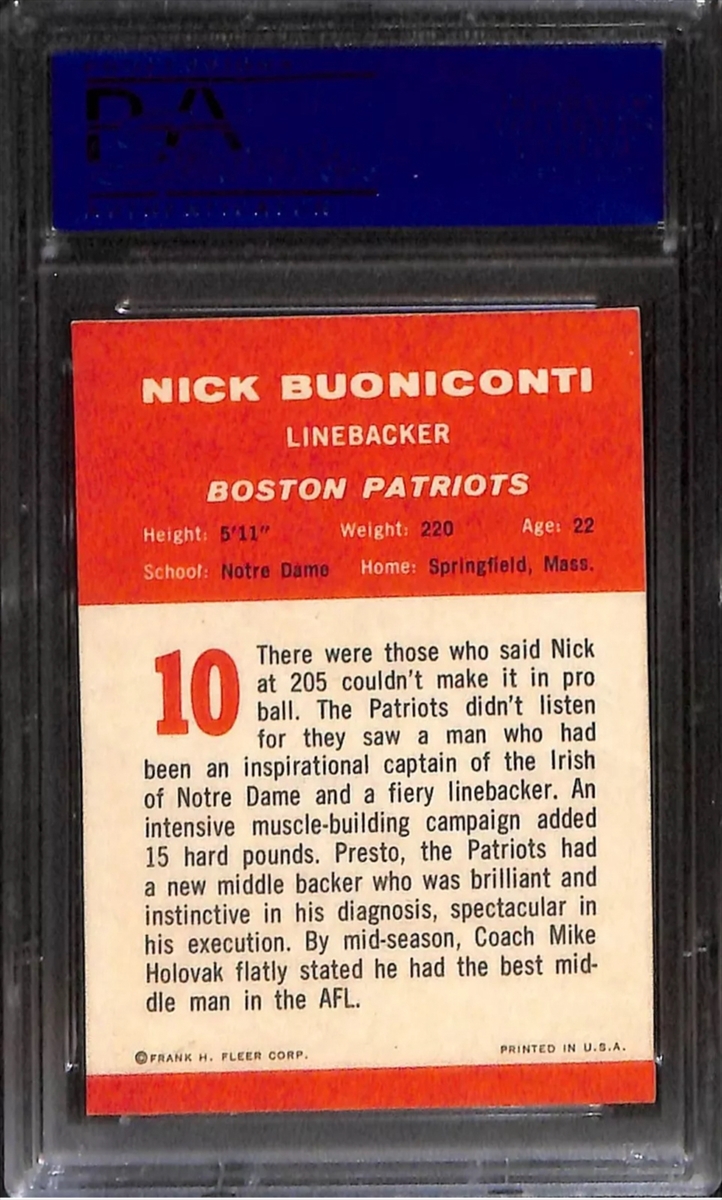 NICK BUONICONTI
LINEBACKER
BOSTON PATRIOTS
Height: 5'11" Weight: 220 Age: 22
School: Notre Dame Home: Springfield, Mass.
10
There were those who said Nick
at 205 couldn't make it in pro
ball. The Patriots didn't listen
for they saw a man who had
been an inspirational captain of the Irish
of Notre Dame and a fiery linebacker. An
intensive muscle-building campaign added
15 hard pounds. Presto, the Patriots had
a new middle backer who was brilliant and
instinctive in his diagnosis, spectacular in
his execution. By mid-season, Coach Mike
Holovak flatly stated he had the best mid-
dle man in the AFL.
©FRANK H. FLEER CORP. PRINTED IN U.S.A.